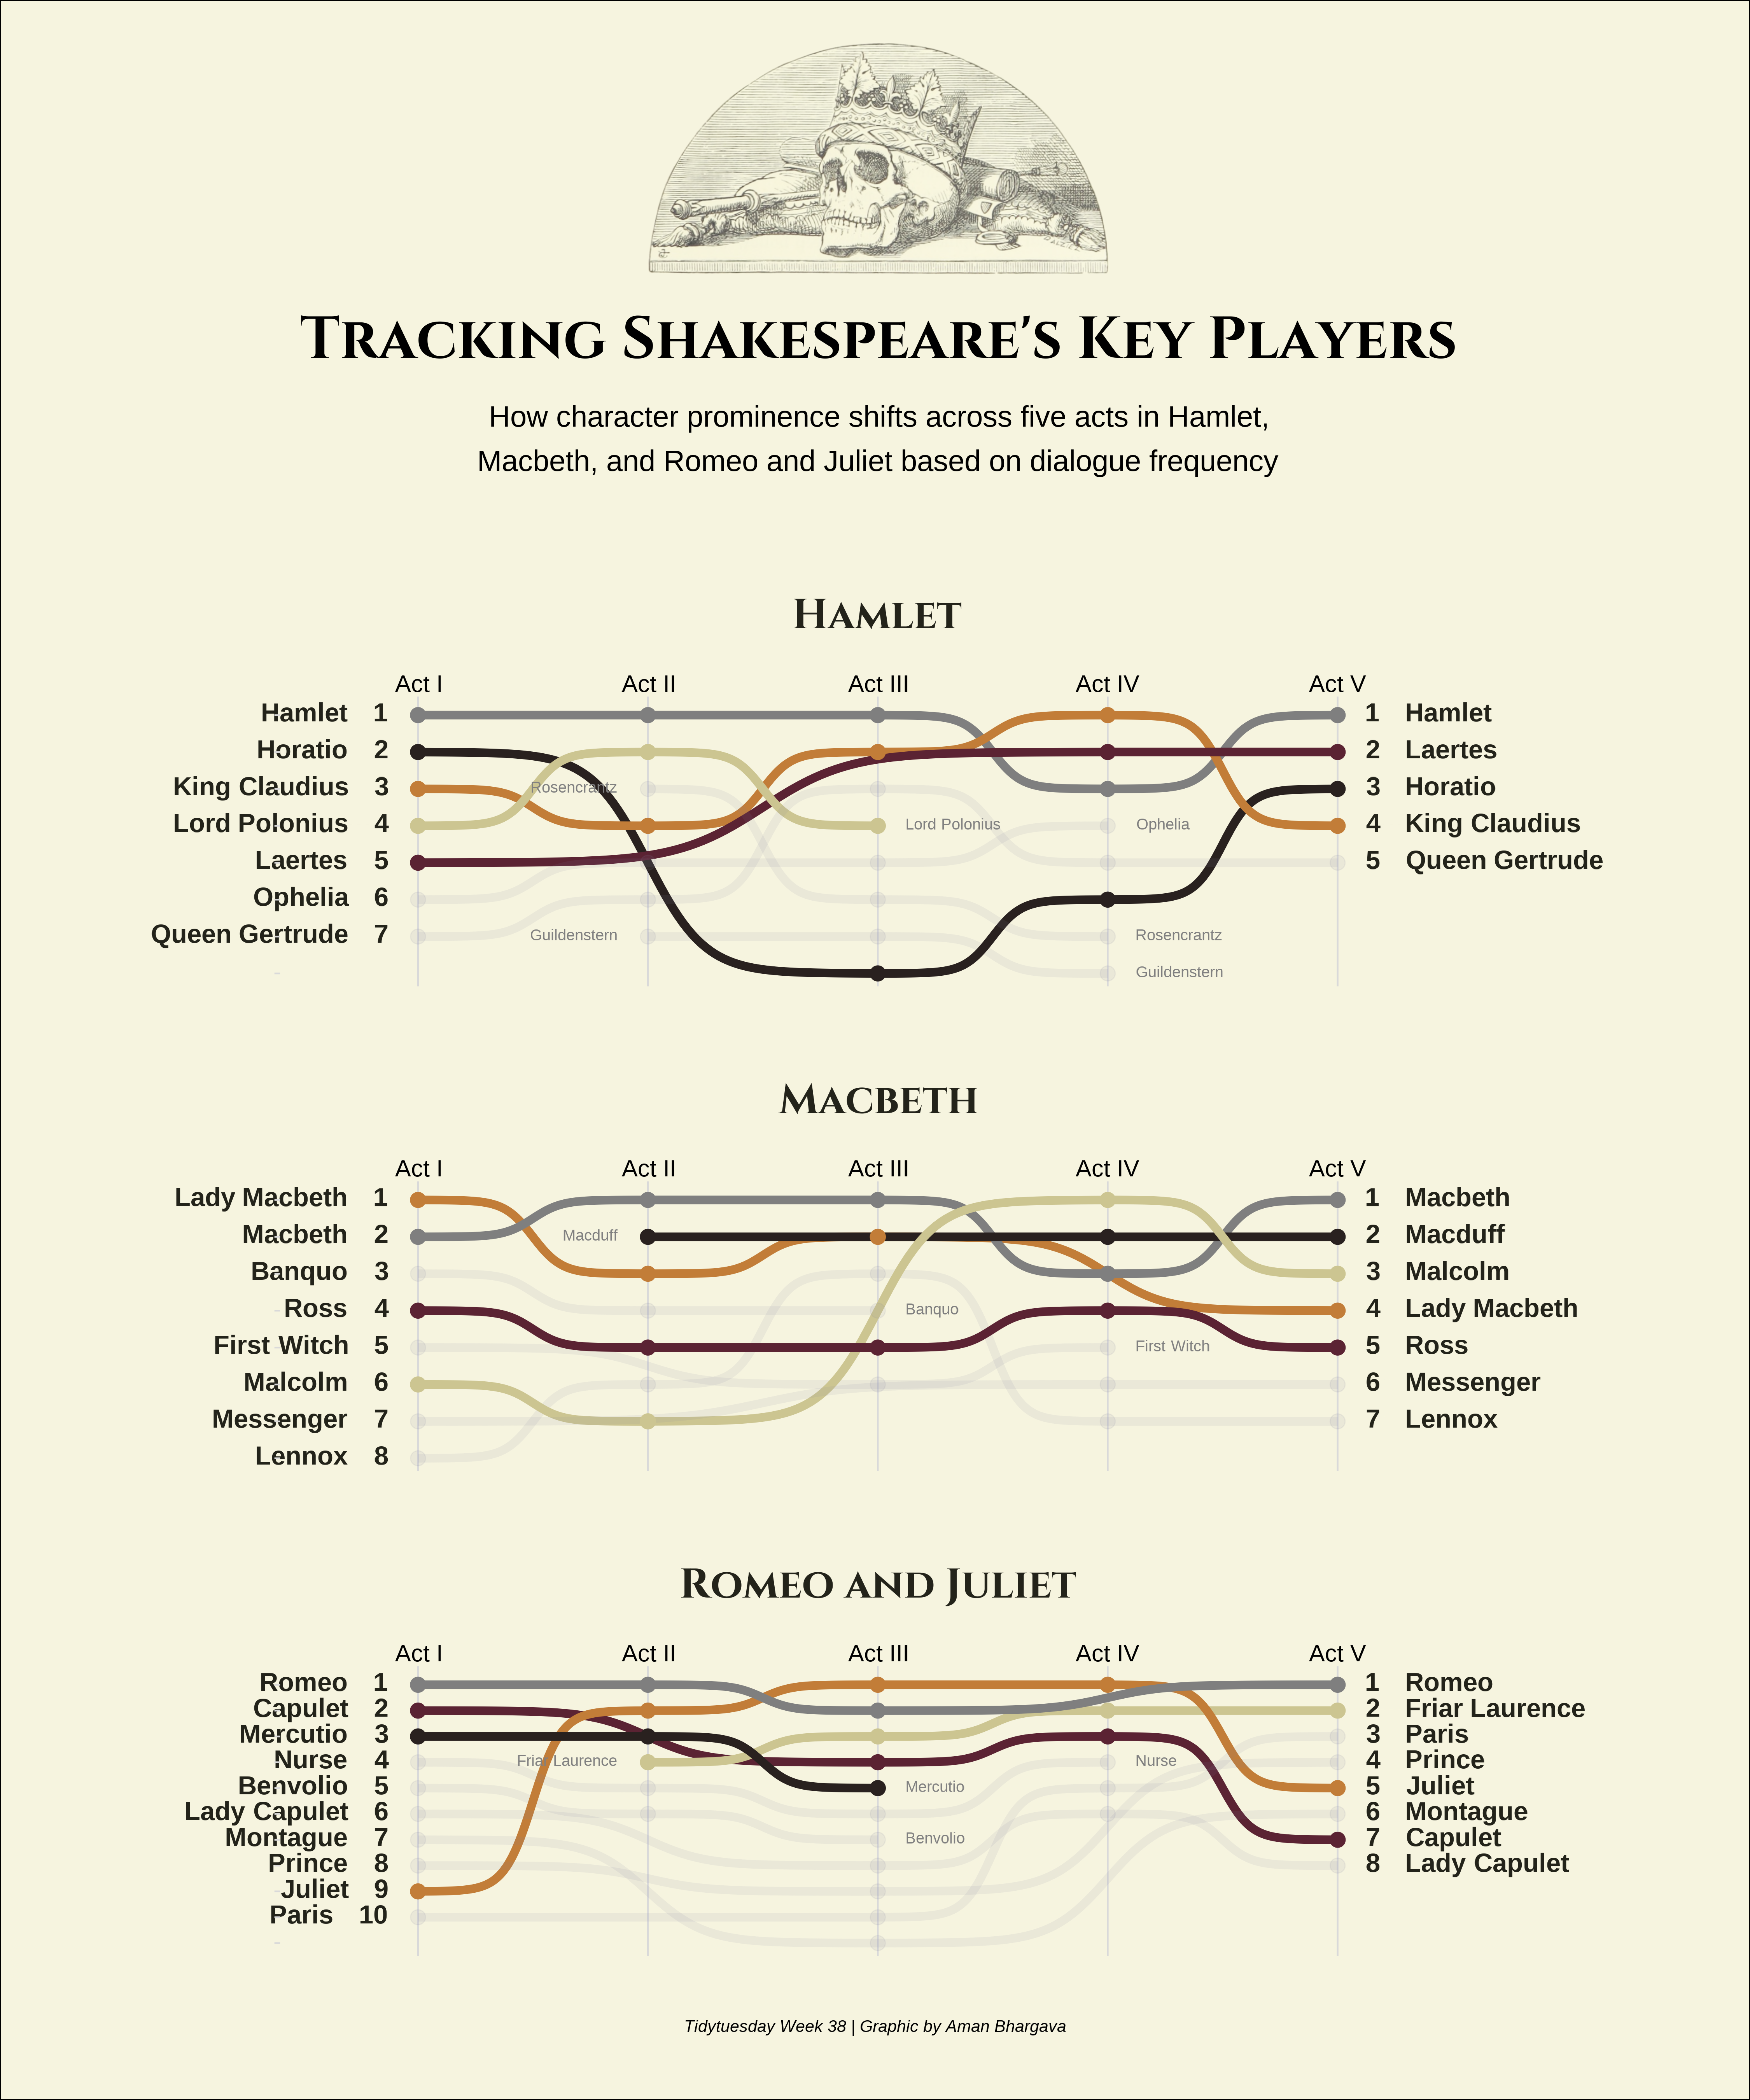 Tracking Shakespeare's Key Players
How character prominence shifts across five acts in Hamlet,
Macbeth, and Romeo and Juliet based on dialogue frequency
Hamlet
Act I Act II Act III Act IV Act V
Hamlet 1 1 Hamlet
Horatio 2 2 Laertes
King Claudius 3 Rosencrantz 3 Horatio
Lord Polonius 4 Lord Polonius Ophelia 4 King Claudius
Laertes 5 5 Queen Gertrude
Ophelia 6
Queen Gertrude 7 Guildenstern Rosencrantz
Guildenstern
Macbeth
Act I Act II Act III Act IV Act V
Lady Macbeth 1 1 Macbeth
Macbeth 2 Macduff 2 Macduff
Banquo 3 3 Malcolm
Ross 4 Banquo 4 Lady Macbeth
First Witch 5 First Witch 5 Ross
Malcolm 6 6 Messenger
Messenger 7 7 Lennox
Lennox 8
Romeo and Juliet
Act I Act II Act III Act IV Act V
Romeo 1 1 Romeo
Capulet 2 2 Friar Laurence
Mercutio 3 3 Paris
Nurse 4 Friar Laurence Nurse 4 Prince
Benvolio 5 Mercutio 5 Juliet
Lady Capulet 6 6 Montague
Montague 7 Benvolio 7 Capulet
Prince 8 8 Lady Capulet
Juliet 9
Paris 10
Tidytuesday Week 38 | Graphic by Aman Bhargava